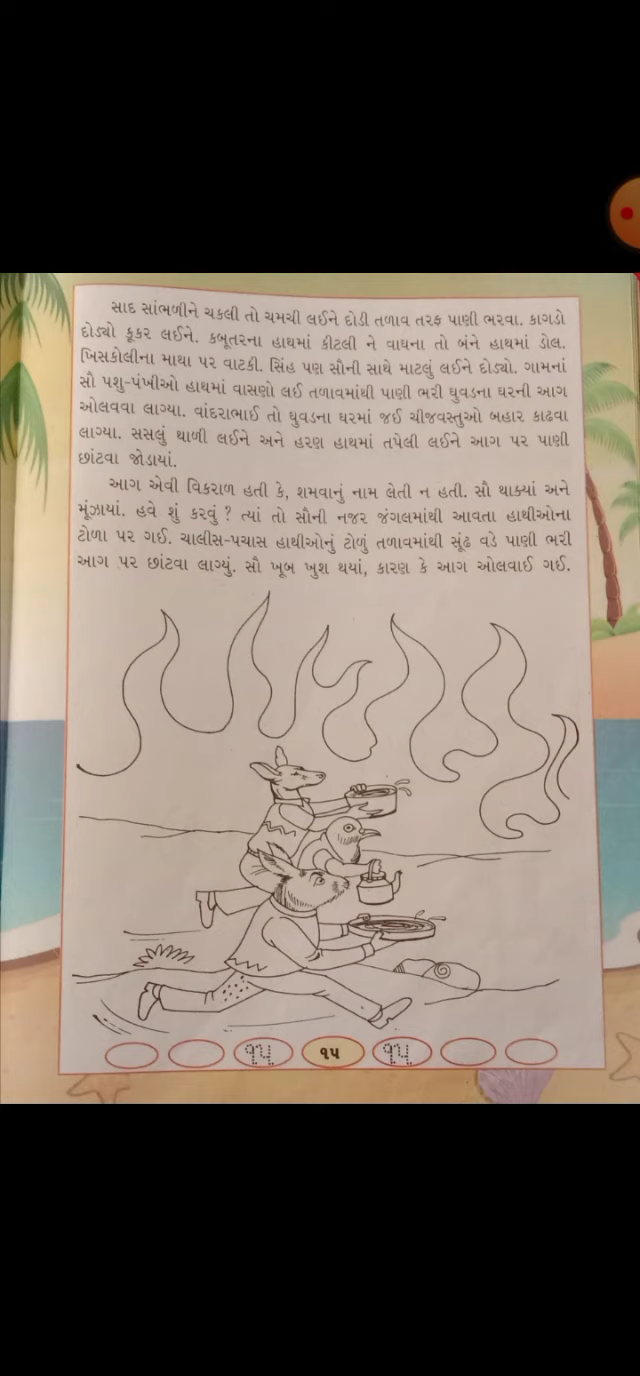 સાદ સાંભળીને ચકલી તો ચમચી લઈને દોડી તળાવ તરફ પાણી ભરવા. કાગડો
દોડ્યો કૂકર લઈને. કબૂતરના હાથમાં કીટલી ને વાઘના તો બંને હાથમાં ડોલ.
ખિસકોલીના માથા પર વાટકી. સિંહ પણ સૌની સાથે માટલું લઈને દોડ્યો. ગામનાં
સૌ પશુ-પંખીઓ હાથમાં વાસણો લઈ તળાવમાંથી પાણી ભરી ઘુવડના ઘરની આગ
ઓલવવા લાગ્યા. વાંદરાભાઈ તો ઘુવડના ઘરમાં જઈ ચીજવસ્તુઓ બહાર કાઢવા
લાગ્યા. સસલું થાળી લઈને અને હરણ હાથમાં તપેલી લઈને આગ પર પાણી
છાંટવા જોડાયાં.
આગ એવી વિકરાળ હતી કે, શમવાનું નામ લેતી ન હતી. સૌ થાક્યાં અને
મૂંઝાયાં. હવે શું કરવું ? ત્યાં તો સૌની નજર જંગલમાંથી આવતા હાથીઓના
ટોળા પર ગઈ. ચાલીસ-પચાસ હાથીઓનું ટોળું તળાવમાંથી સૂંઢ વડે પાણી ભરી
આગ પર છાંટવા લાગ્યું. સૌ ખૂબ ખુશ થયાં, કારણ કે આગ ઓલવાઈ ગઈ.
૧૫ ૧૫ ૧૫